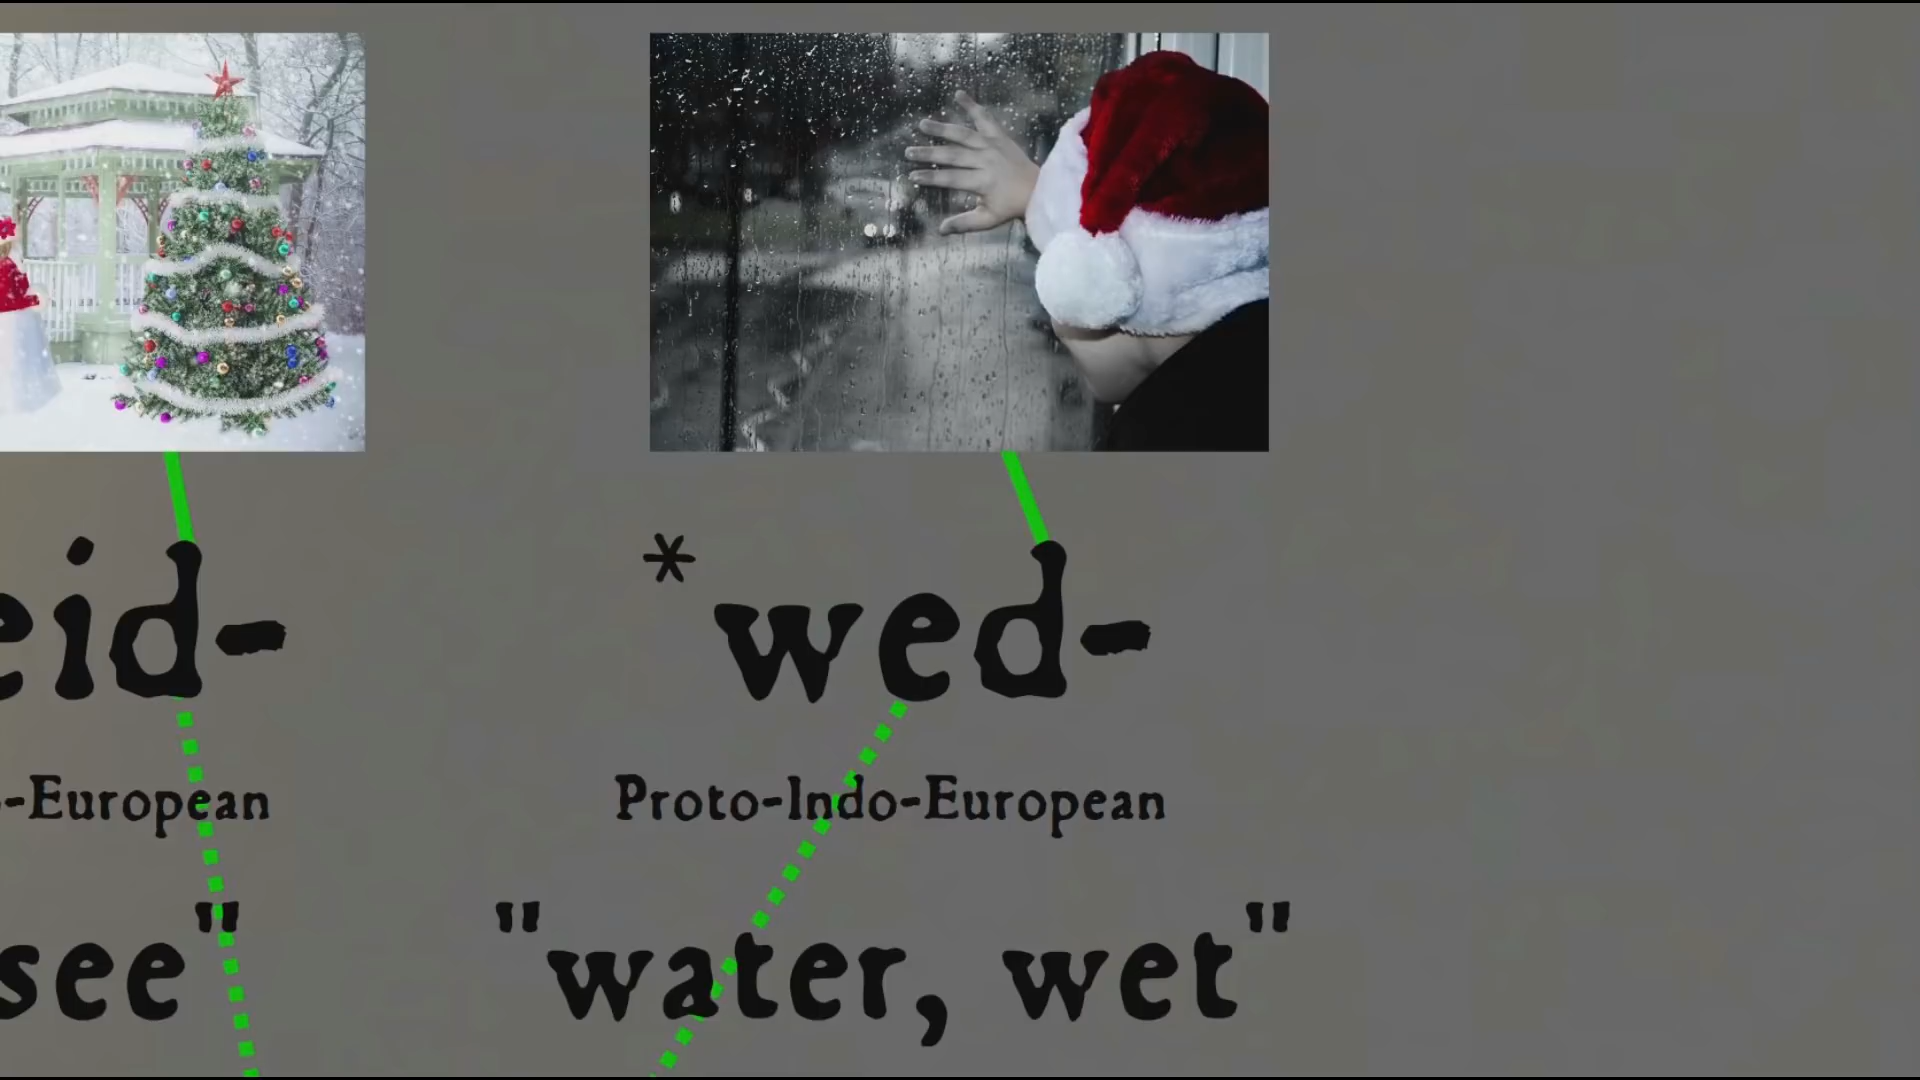 eid-
*wed-
-European
Proto-Indo-European
see"
"water, wet"